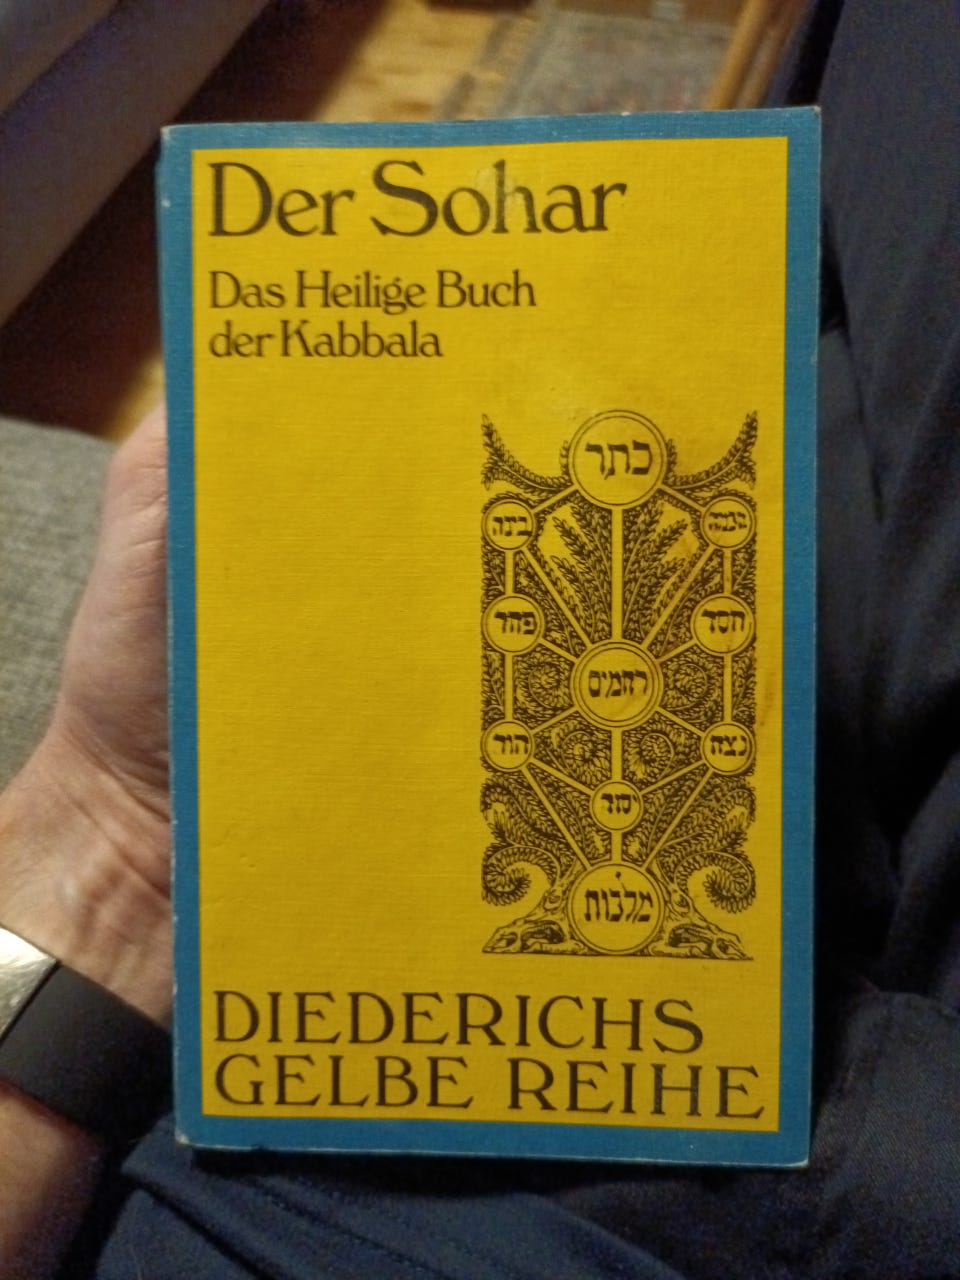 Der Sohar
Das Heilige Buch
der Kabbala
כתר
בינה
חכמה
פחד
חסד
רחמים
הוד
נצח
יסד
מלכות
DIEDERICHS
GELBE REIHE